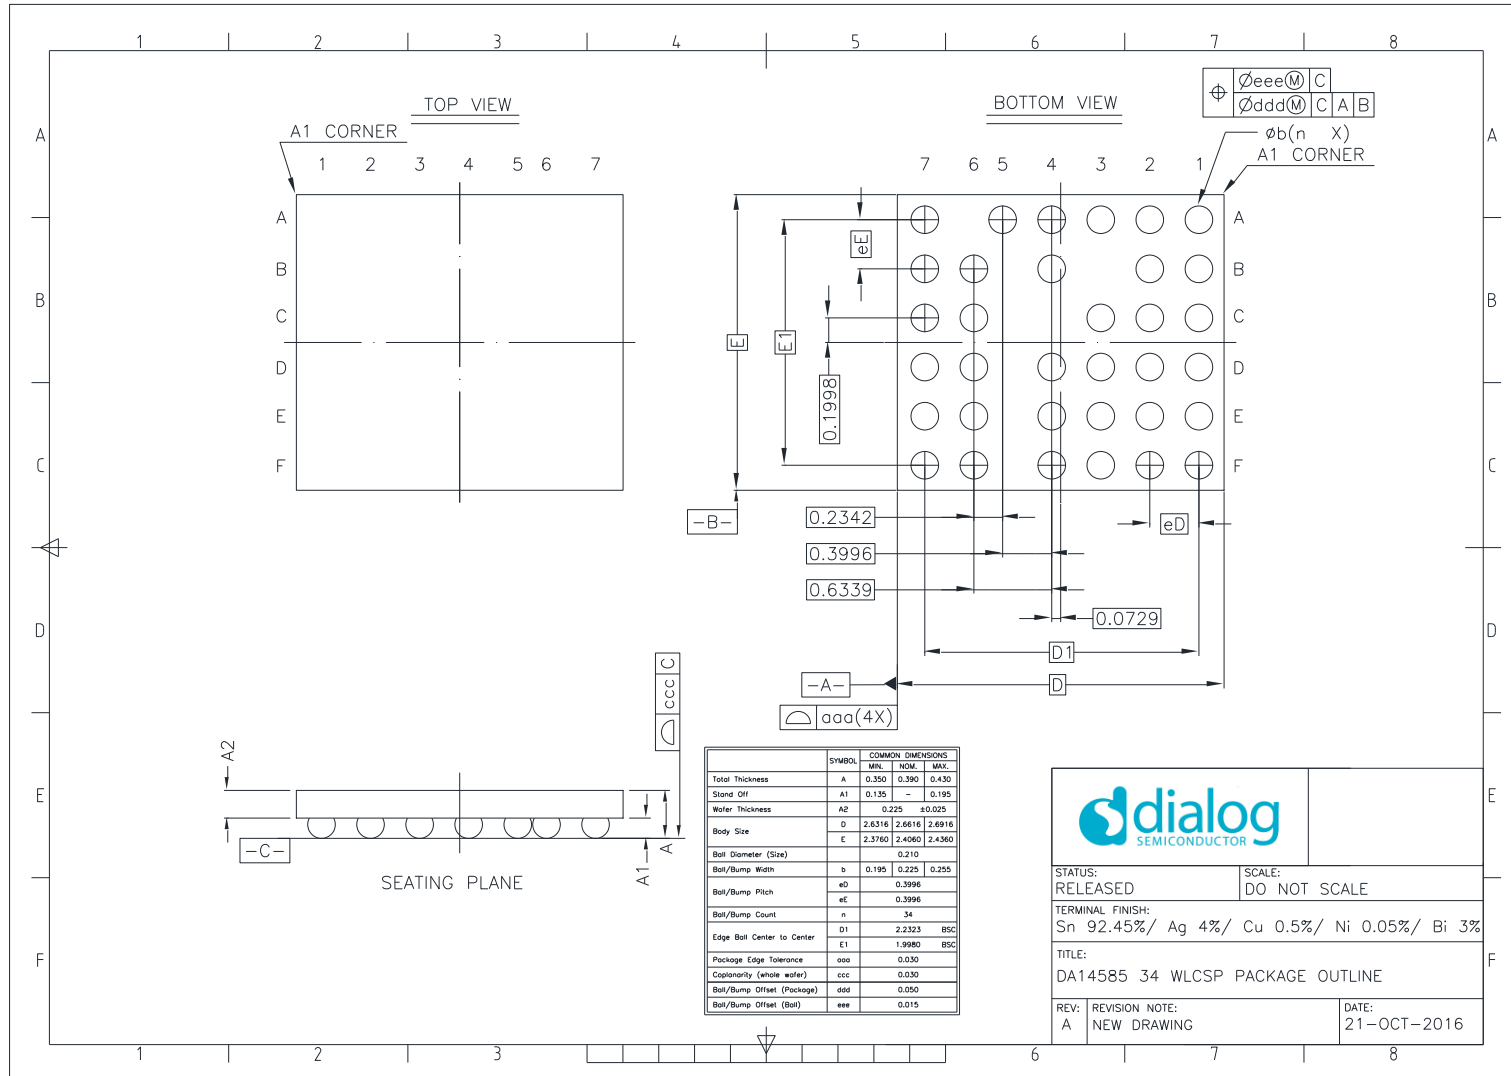 1 2 3 4 5 6 7 8
TOP VIEW
A1 CORNER
1 2 3 4 5 6 7
A
B
C
D
E
F
BOTTOM VIEW
Øeee Ⓜ C
Øddd Ⓜ C A B
øb(n X)
A1 CORNER
7 6 5 4 3 2 1
A
B
C
D
E
F
eE
E
E1
0.1998
-B-
0.2342
eD
0.3996
0.6339
0.0729
D1
-A-
D
aaa(4X)
A
B
C
D
E
F
A
B
C
D
E
F
ccc C
A2
-C-
A1
A
SEATING PLANE
SYMBOL COMMON DIMENSIONS
MIN. NOM. MAX.
Total Thickness A 0.350 0.390 0.430
Stand Off A1 0.135 - 0.195
Wafer Thickness A2 0.225 ±0.025
Body Size D 2.6316 2.6616 2.6916
E 2.3760 2.4060 2.4360
Ball Diameter (Size) 0.210
Ball/Bump Width b 0.195 0.225 0.255
Ball/Bump Pitch eD 0.3996
eE 0.3996
Ball/Bump Count n 34
Edge Ball Center to Center D1 2.2323 BSC
E1 1.9980 BSC
Package Edge Tolerance aaa 0.030
Coplanarity (whole wafer) ccc 0.030
Ball/Bump Offset (Package) ddd 0.050
Ball/Bump Offset (Ball) eee 0.015
dialog
SEMICONDUCTOR
STATUS:
RELEASED
SCALE:
DO NOT SCALE
TERMINAL FINISH:
Sn 92.45%/ Ag 4%/ Cu 0.5%/ Ni 0.05%/ Bi 3%
TITLE:
DA14585 34 WLCSP PACKAGE OUTLINE
REV:
A
REVISION NOTE:
NEW DRAWING
DATE:
21-OCT-2016
1 2 3 6 7 8